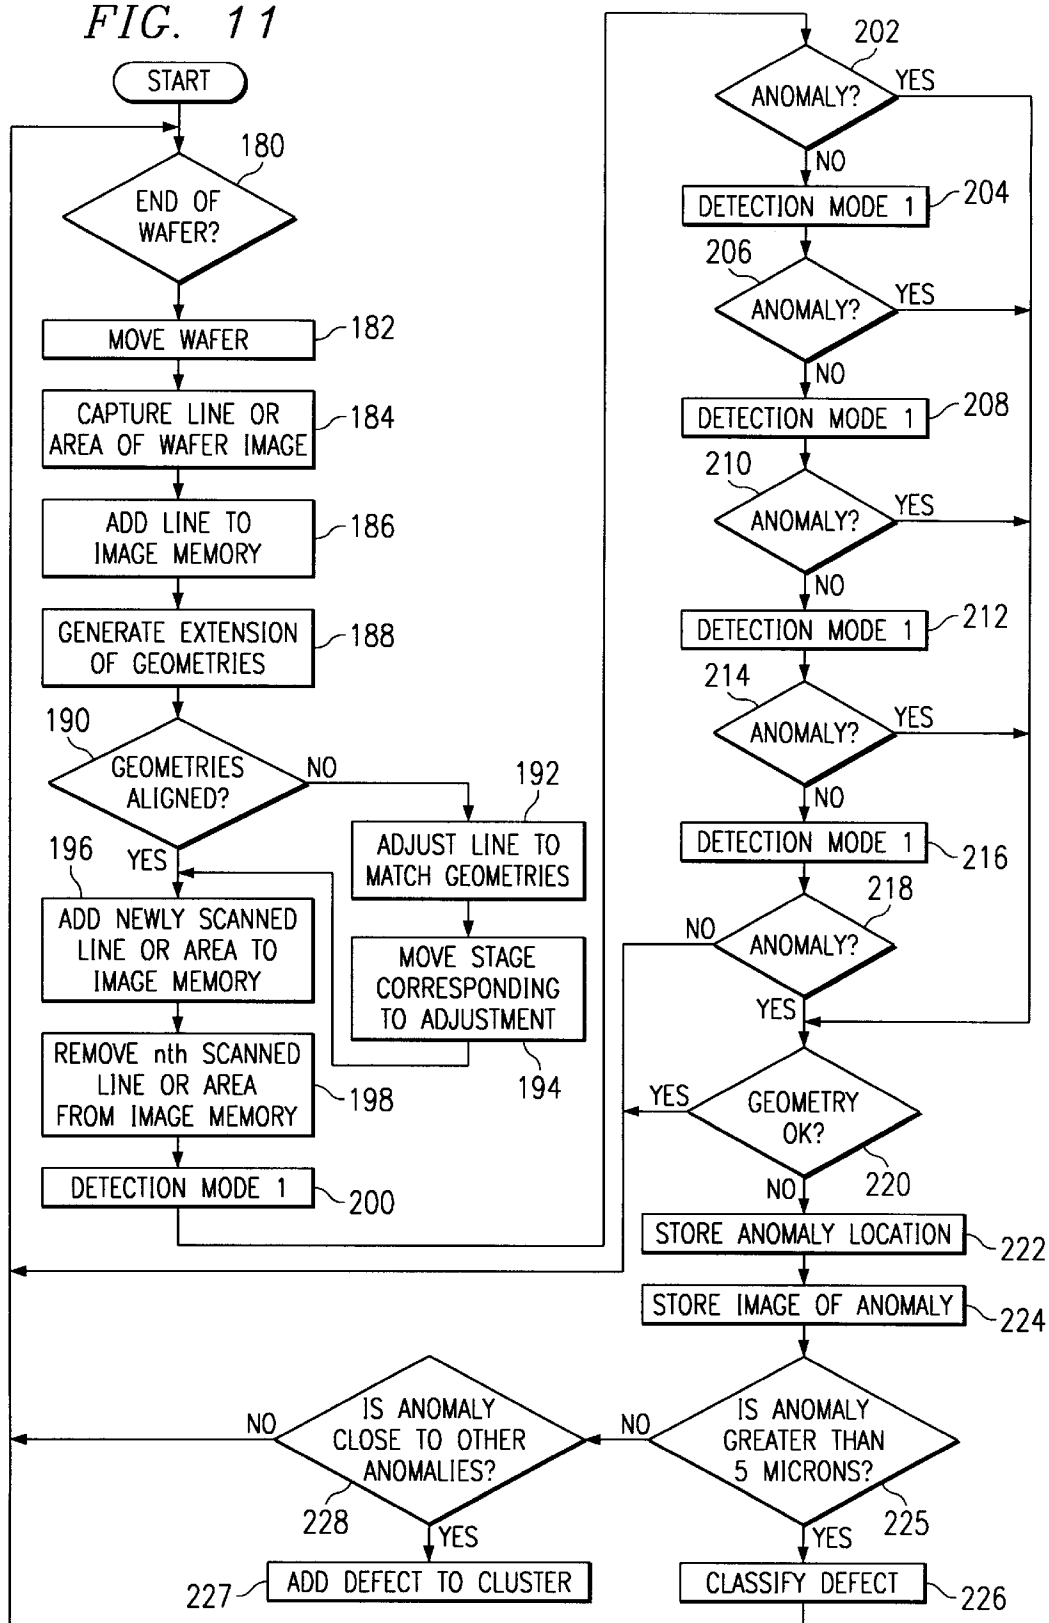 FIG. 11
START
180
END OF
WAFER?
MOVE WAFER
182
CAPTURE LINE OR
AREA OF WAFER IMAGE
184
ADD LINE TO
IMAGE MEMORY
186
GENERATE EXTENSION
OF GEOMETRIES
188
190
GEOMETRIES
ALIGNED?
NO
YES
192
ADJUST LINE TO
MATCH GEOMETRIES
MOVE STAGE
CORRESPONDING
TO ADJUSTMENT
194
196
ADD NEWLY SCANNED
LINE OR AREA TO
IMAGE MEMORY
REMOVE nth SCANNED
LINE OR AREA
FROM IMAGE MEMORY
198
DETECTION MODE 1
200
202
ANOMALY?
YES
NO
DETECTION MODE 1
204
206
ANOMALY?
YES
NO
DETECTION MODE 1
208
210
ANOMALY?
YES
NO
DETECTION MODE 1
212
214
ANOMALY?
YES
NO
DETECTION MODE 1
216
218
NO
ANOMALY?
YES
YES
GEOMETRY
OK?
220
NO
STORE ANOMALY LOCATION
222
STORE IMAGE OF ANOMALY
224
IS ANOMALY
GREATER THAN
5 MICRONS?
225
NO
YES
IS ANOMALY
CLOSE TO OTHER
ANOMALIES?
228
NO
YES
227
ADD DEFECT TO CLUSTER
CLASSIFY DEFECT
226